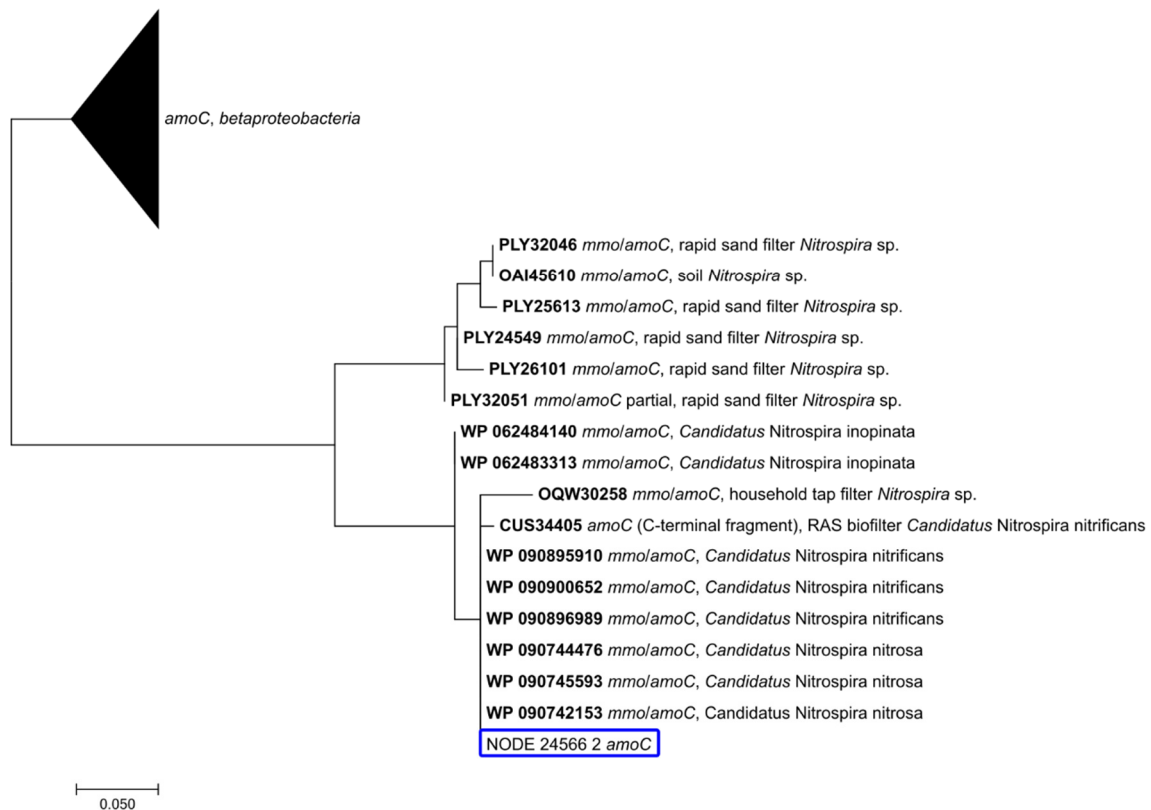 amoC, betaproteobacteria
PLY32046 mmo/amoC, rapid sand filter Nitrospira sp.
OAI45610 mmo/amoC, soil Nitrospira sp.
PLY25613 mmo/amoC, rapid sand filter Nitrospira sp.
PLY24549 mmo/amoC, rapid sand filter Nitrospira sp.
PLY26101 mmo/amoC, rapid sand filter Nitrospira sp.
PLY32051 mmo/amoC partial, rapid sand filter Nitrospira sp.
WP 062484140 mmo/amoC, Candidatus Nitrospira inopinata
WP 062483313 mmo/amoC, Candidatus Nitrospira inopinata
OQW30258 mmo/amoC, household tap filter Nitrospira sp.
CUS34405 amoC (C-terminal fragment), RAS biofilter Candidatus Nitrospira nitrificans
WP 090895910 mmo/amoC, Candidatus Nitrospira nitrificans
WP 090900652 mmo/amoC, Candidatus Nitrospira nitrificans
WP 090896989 mmo/amoC, Candidatus Nitrospira nitrificans
WP 090744476 mmo/amoC, Candidatus Nitrospira nitrosa
WP 090745593 mmo/amoC, Candidatus Nitrospira nitrosa
WP 090742153 mmo/amoC, Candidatus Nitrospira nitrosa
NODE 24566 2 amoC
0.050